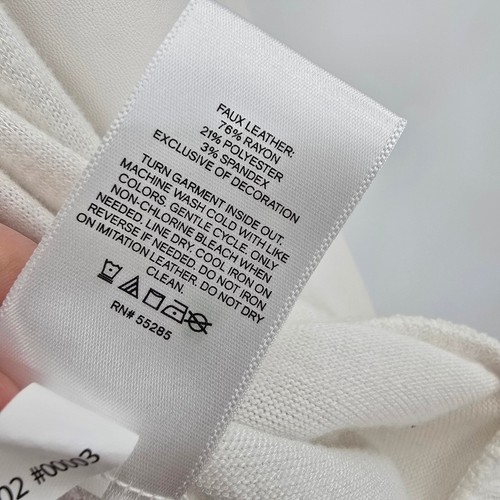 FAUX LEATHER:
76% RAYON
21% POLYESTER
3% SPANDEX
EXCLUSIVE OF DECORATION
TURN GARMENT INSIDE OUT.
MACHINE WASH COLD WITH LIKE
COLORS, GENTLE CYCLE. ONLY
NON-CHLORINE BLEACH WHEN
NEEDED. LINE DRY. COOL IRON ON
REVERSE IF NEEDED. DO NOT IRON
ON IMITATION LEATHER. DO NOT DRY
CLEAN.
RN# 55285
02 #00003